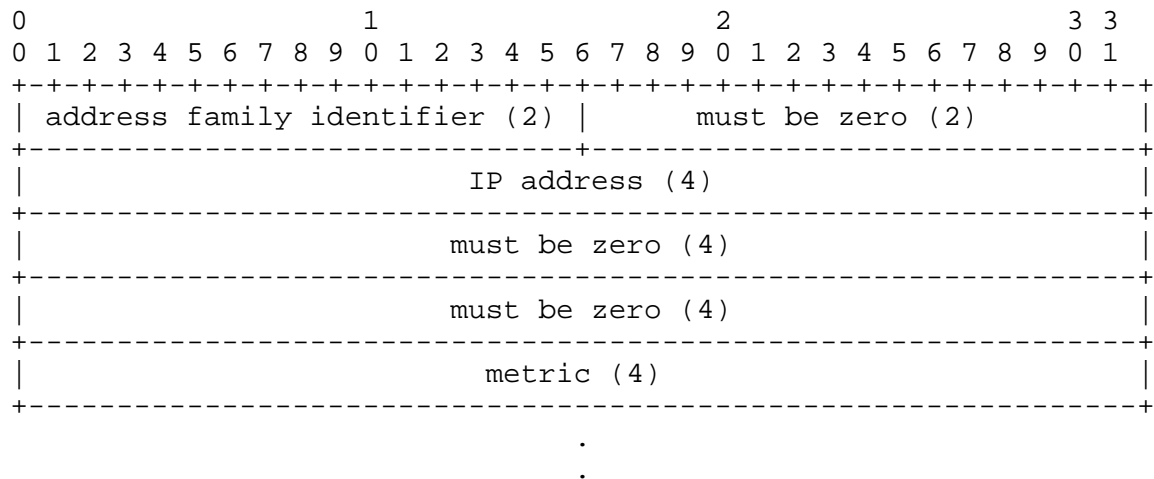 0                   1                   2                   3 3
0 1 2 3 4 5 6 7 8 9 0 1 2 3 4 5 6 7 8 9 0 1 2 3 4 5 6 7 8 9 0 1
+-+-+-+-+-+-+-+-+-+-+-+-+-+-+-+-+-+-+-+-+-+-+-+-+-+-+-+-+-+-+-+-+
| address family identifier (2) |      must be zero (2)         |
+-------------------------------+-------------------------------+
|                         IP address (4)                        |
+---------------------------------------------------------------+
|                        must be zero (4)                       |
+---------------------------------------------------------------+
|                        must be zero (4)                       |
+---------------------------------------------------------------+
|                          metric (4)                           |
+---------------------------------------------------------------+
                                .
                                .